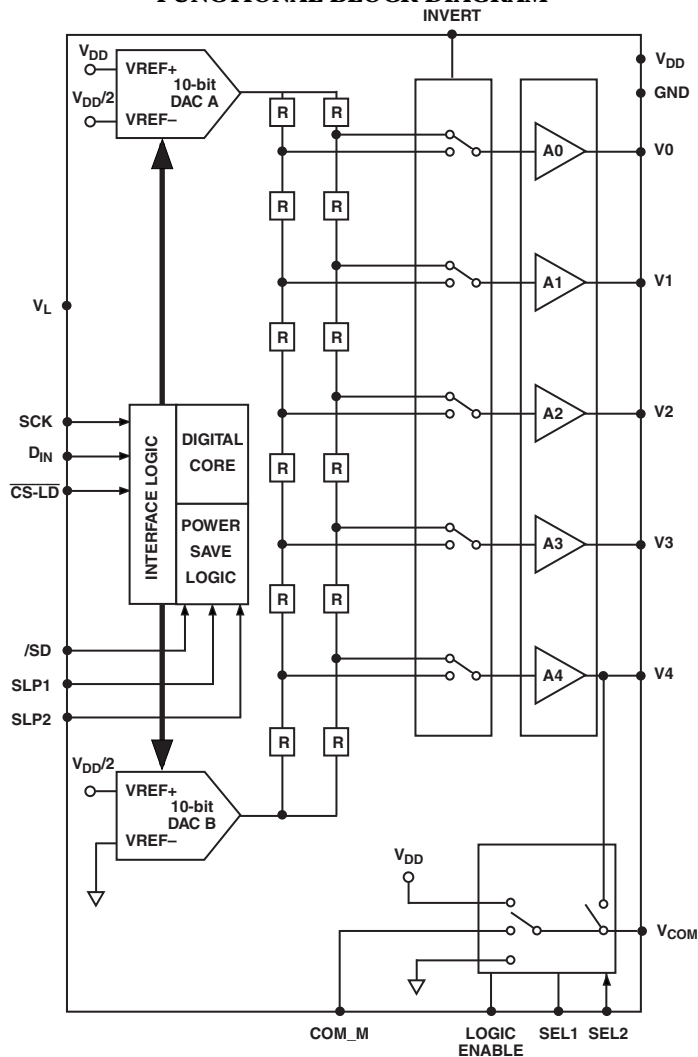 FUNCTIONAL BLOCK DIAGRAM
INVERT
VDD
VREF+
10-bit
DAC A
VDD/2
VREF–
R
R
VDD
GND
A0
V0
R
R
A1
V1
VL
R
R
A2
V2
SCK
DIN
CS-LD
INTERFACE LOGIC
DIGITAL
CORE
POWER
SAVE
LOGIC
R
R
A3
V3
R
R
/SD
SLP1
SLP2
A4
V4
R
R
VDD/2
VREF+
10-bit
DAC B
VREF–
VDD
VCOM
COM_M
LOGIC
ENABLE
SEL1
SEL2